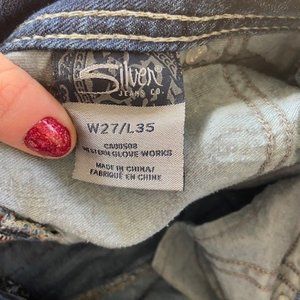 Silver
JEANS CO.
W27/L35
CA00508
WESTERN GLOVE WORKS
MADE IN CHINA/
FABRIQUÉ EN CHINE